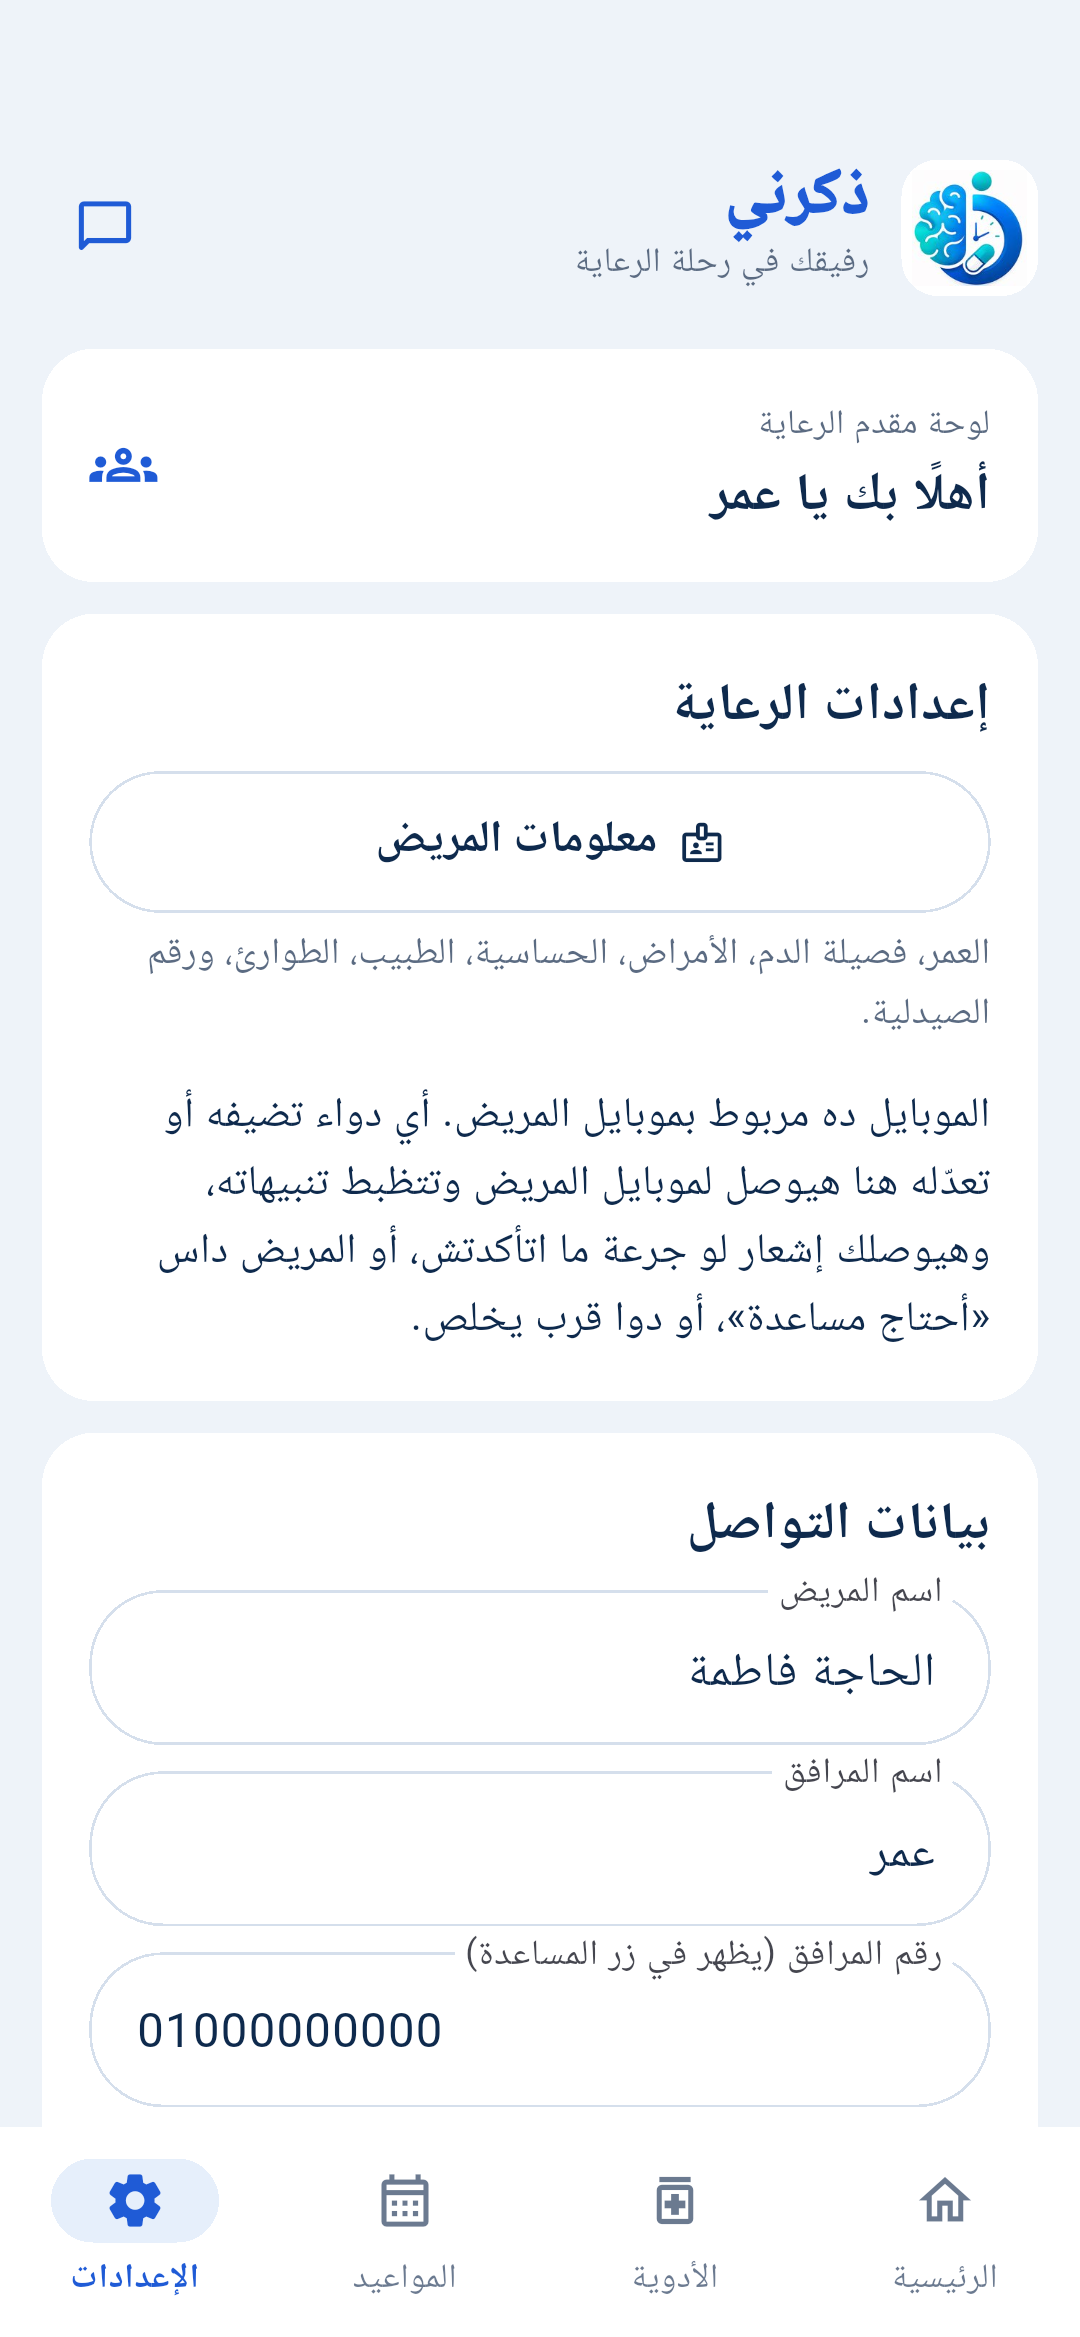 ذكرني
رفيقك في رحلة الرعاية
لوحة مقدم الرعاية
أهلًا بك يا عمر
إعدادات الرعاية
معلومات المريض
العمر، فصيلة الدم، الأمراض، الحساسية، الطبيب، الطوارئ، ورقم
الصيدلية.
الموبايل ده مربوط بموبايل المريض. أي دواء تضيفه أو
تعدّله هنا هيوصل لموبايل المريض وتتظبط تنبيهاته،
وهيوصلك إشعار لو جرعة ما اتأكدتش، أو المريض داس
«أحتاج مساعدة»، أو دوا قرب يخلص.
بيانات التواصل
اسم المريض
الحاجة فاطمة
اسم المرافق
عمر
رقم المرافق (يظهر في زر المساعدة)
01000000000
الرئيسية
الأدوية
المواعيد
الإعدادات